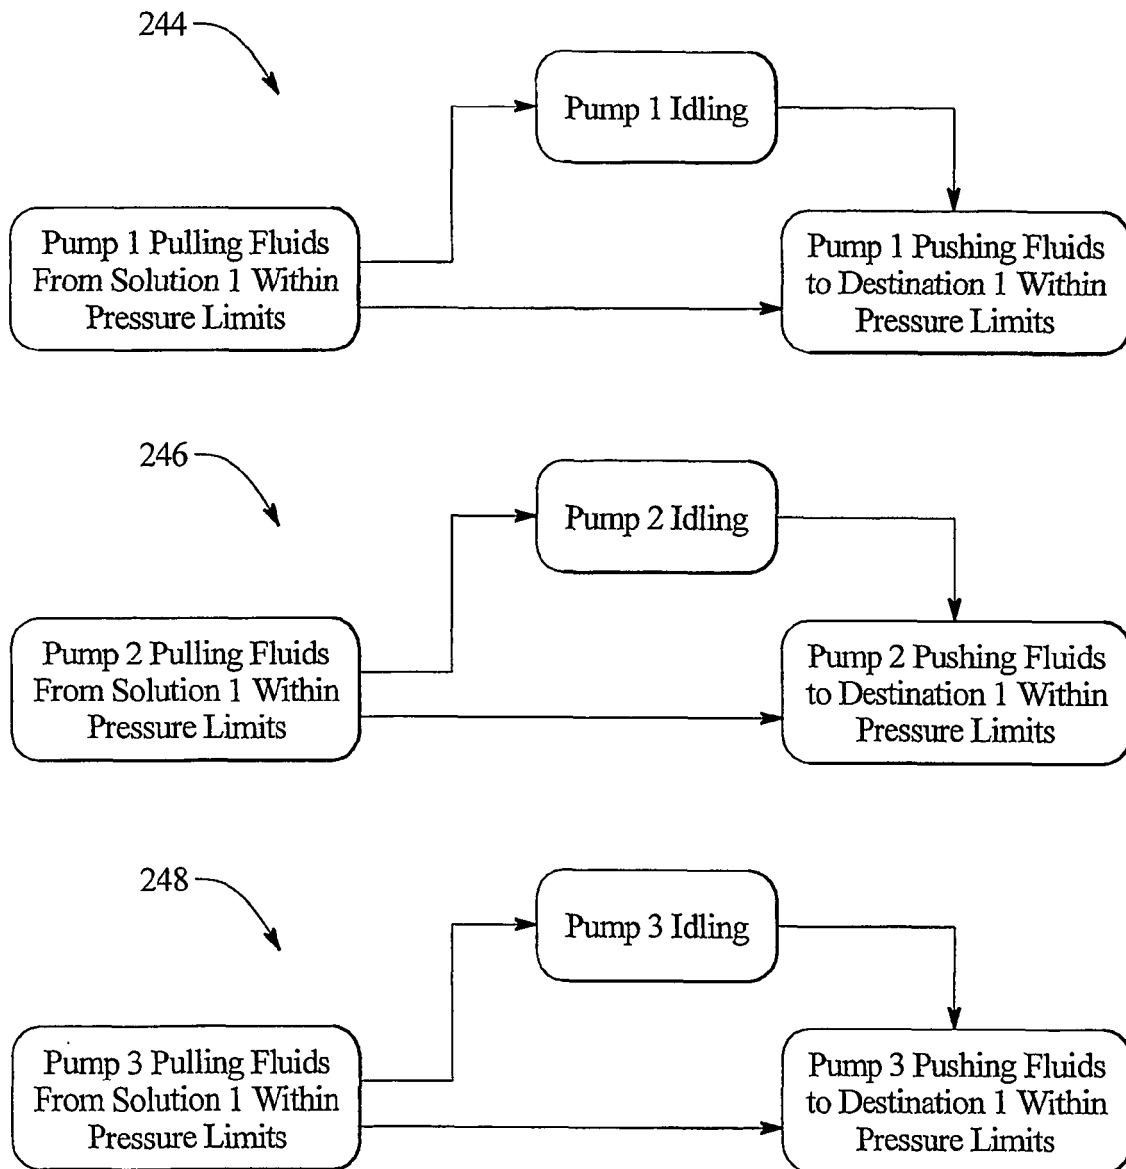 244
Pump 1 Idling
Pump 1 Pulling Fluids
From Solution 1 Within
Pressure Limits
Pump 1 Pushing Fluids
to Destination 1 Within
Pressure Limits
246
Pump 2 Idling
Pump 2 Pulling Fluids
From Solution 1 Within
Pressure Limits
Pump 2 Pushing Fluids
to Destination 1 Within
Pressure Limits
248
Pump 3 Idling
Pump 3 Pulling Fluids
From Solution 1 Within
Pressure Limits
Pump 3 Pushing Fluids
to Destination 1 Within
Pressure Limits